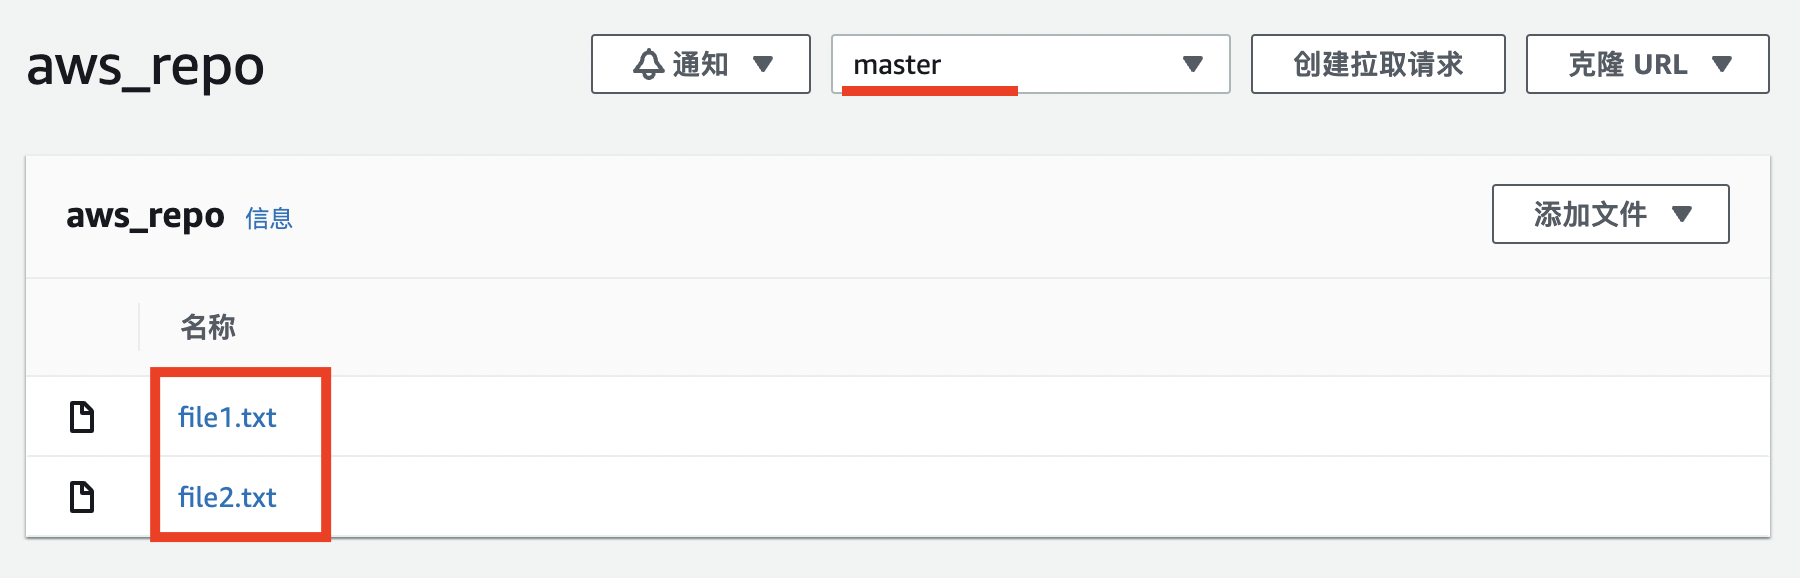 aws_repo
通知
master
创建拉取请求
克隆 URL
aws_repo 信息
添加文件
名称
file1.txt
file2.txt